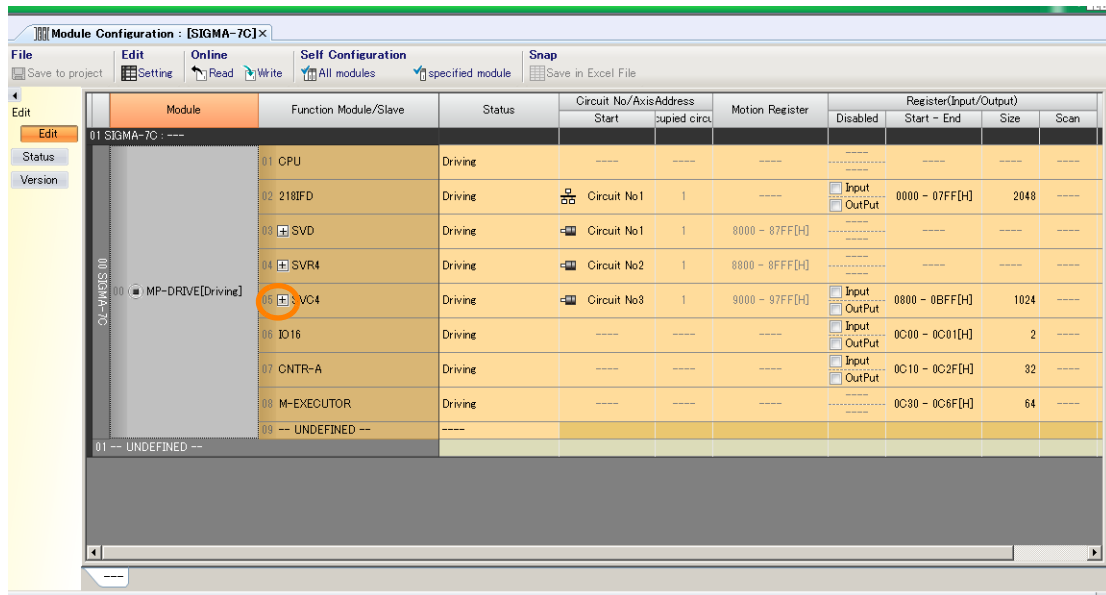 Module Configuration : [SIGMA-7C]
File Edit Online Self Configuration Snap
Save to project Setting Read Write All modules specified module Save in Excel File
Edit
Edit
Status
Version
Module Function Module/Slave Status Circuit No/AxisAddress Motion Register Register(Input/Output)
Start cupied circu Disabled Start - End Size Scan
01 SIGMA-7C : ---
00 SIGMA-7C
00 MP-DRIVE[Driving]
01 CPU Driving ---- ---- ---- ---- ---- ---- ---- ----
02 218IFD Driving Circuit No1 1 ---- Input OutPut 0000 - 07FF[H] 2048 ----
03 SVD Driving Circuit No1 1 8000 - 87FF[H] ---- ---- ---- ---- ----
04 SVR4 Driving Circuit No2 1 8800 - 8FFF[H] ---- ---- ---- ---- ----
05 SVC4 Driving Circuit No3 1 9000 - 97FF[H] Input OutPut 0800 - 0BFF[H] 1024 ----
06 IO16 Driving ---- ---- ---- Input OutPut 0C00 - 0C01[H] 2 ----
07 CNTR-A Driving ---- ---- ---- Input OutPut 0C10 - 0C2F[H] 32 ----
08 M-EXECUTOR Driving ---- ---- ---- ---- ---- 0C30 - 0C6F[H] 64 ----
09 -- UNDEFINED -- ----
01 -- UNDEFINED --
---